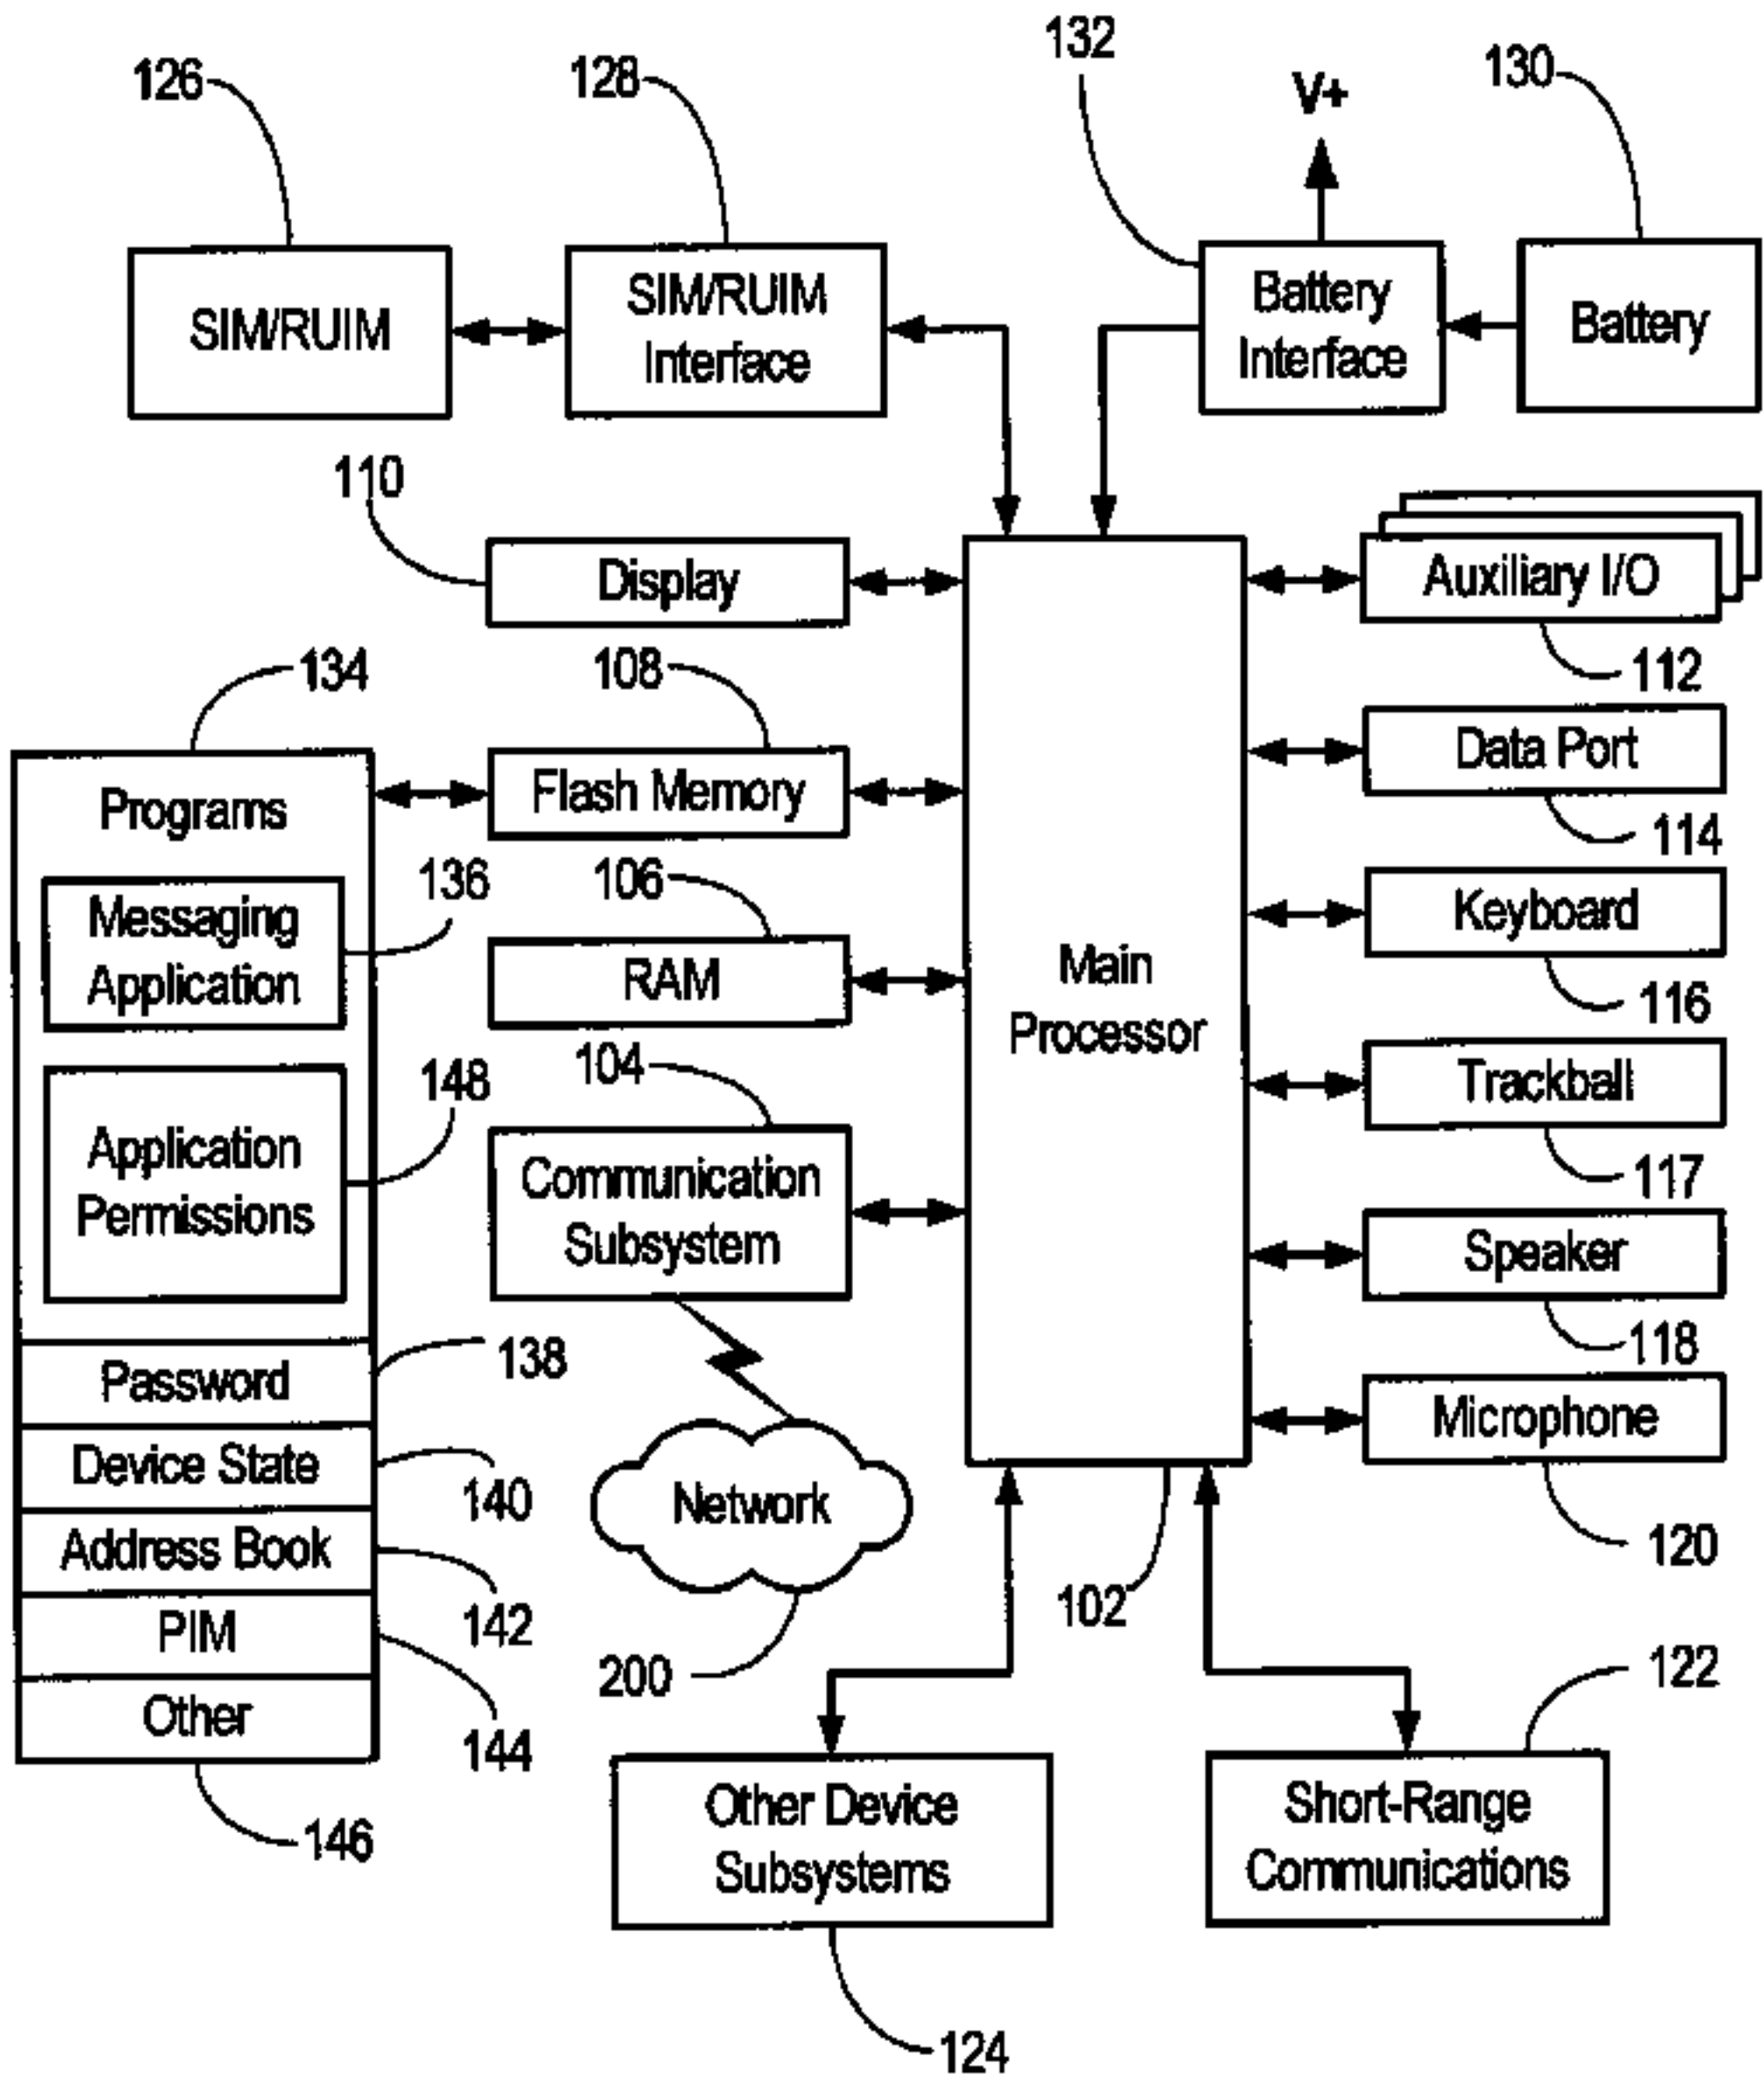 132
126
128
V+
130
SIM/RUIM
SIM/RUIM
Interface
Battery
Interface
Battery
110
Display
Auxiliary I/O
134
108
112
Programs
Flash Memory
Data Port
114
Messaging
Application
136
106
RAM
Keyboard
116
Main
Processor
104
148
Application
Permissions
Communication
Subsystem
Trackball
117
Speaker
118
Password
138
Microphone
Device State
140
Network
120
Address Book
142
102
PIM
200
122
Other
144
146
Other Device
Subsystems
Short-Range
Communications
124